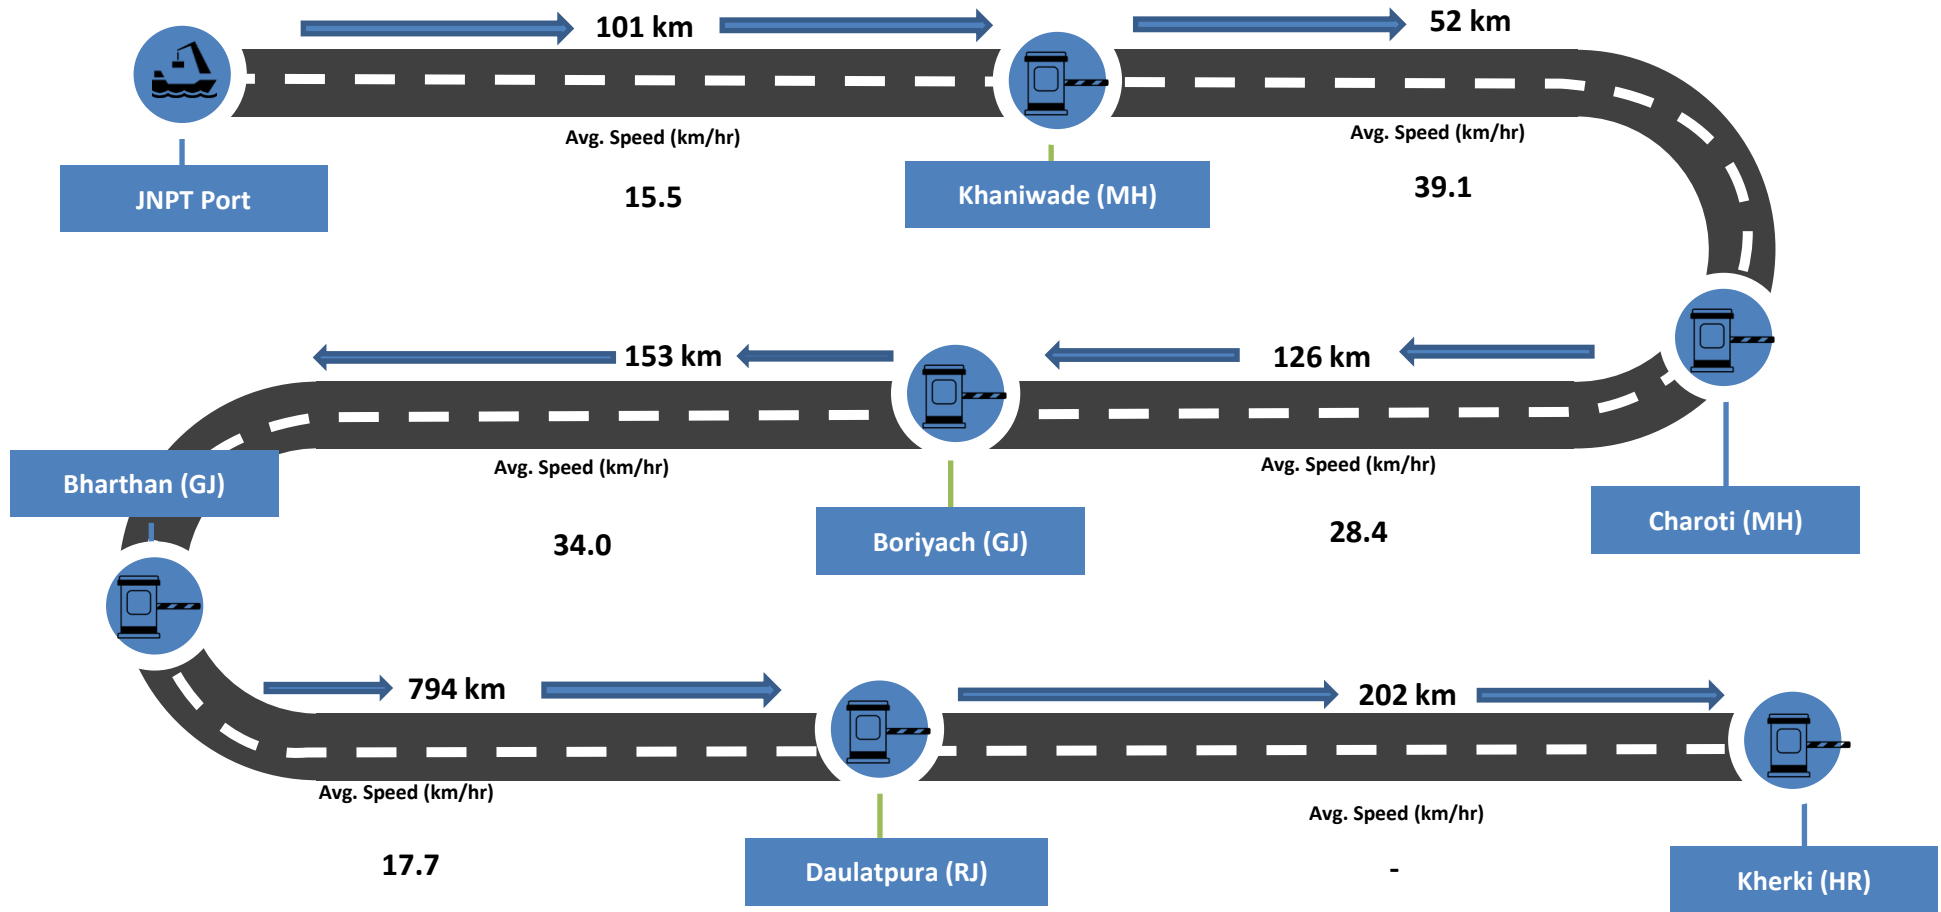 101 km
52 km
Avg. Speed (km/hr)
Avg. Speed (km/hr)
JNPT Port
15.5
Khaniwade (MH)
39.1
153 km
126 km
Avg. Speed (km/hr)
Avg. Speed (km/hr)
Bharthan (GJ)
34.0
Boriyach (GJ)
28.4
Charoti (MH)
794 km
202 km
Avg. Speed (km/hr)
Avg. Speed (km/hr)
17.7
Daulatpura (RJ)
-
Kherki (HR)